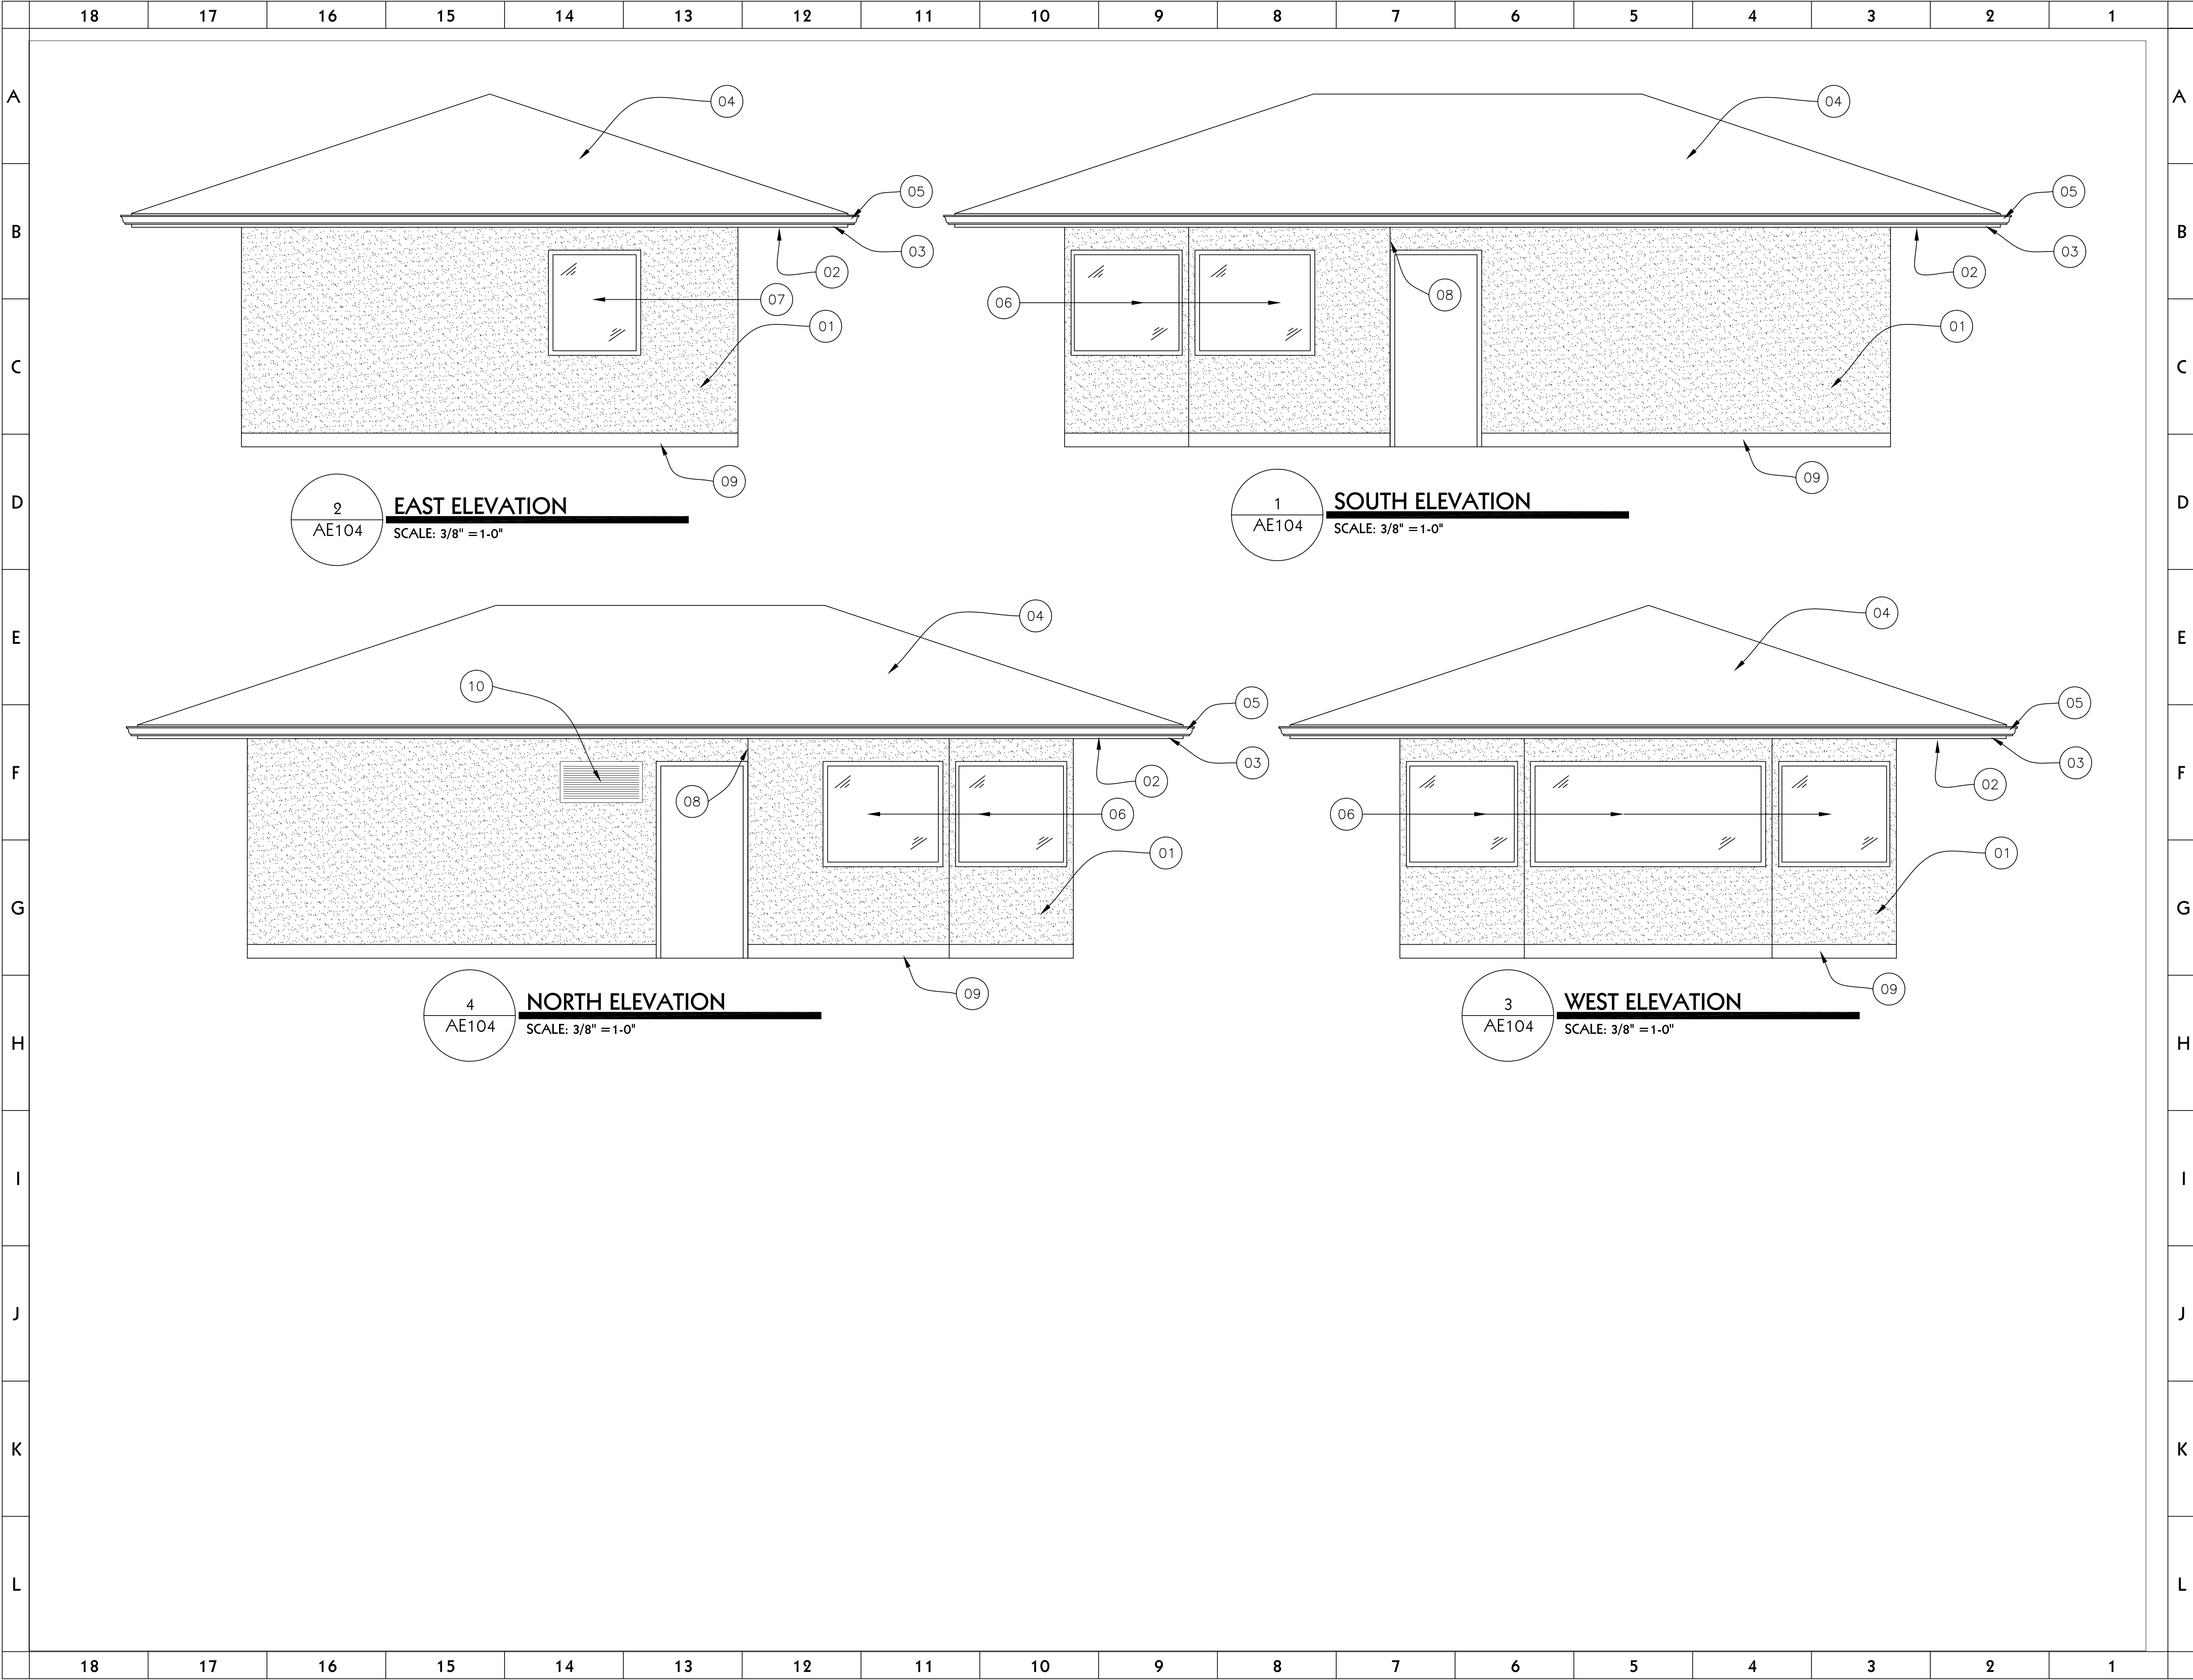 18 17 16 15 14 13 12 11 10 9 8 7 6 5 4 3 2 1
A A
04 04
05 05
B B
03 03
02 02
07 06 08
01 01
C C
09 09
2
AE104
EAST ELEVATION
SCALE: 3/8" =1-0"
1
AE104
SOUTH ELEVATION
SCALE: 3/8" =1-0"
D D
04 04
E E
10
05 05
03 03
F F
02 02
08 06 06
01 01
G G
09 09
4
AE104
NORTH ELEVATION
SCALE: 3/8" =1-0"
3
AE104
WEST ELEVATION
SCALE: 3/8" =1-0"
H H
I I
J J
K K
L L
18 17 16 15 14 13 12 11 10 9 8 7 6 5 4 3 2 1